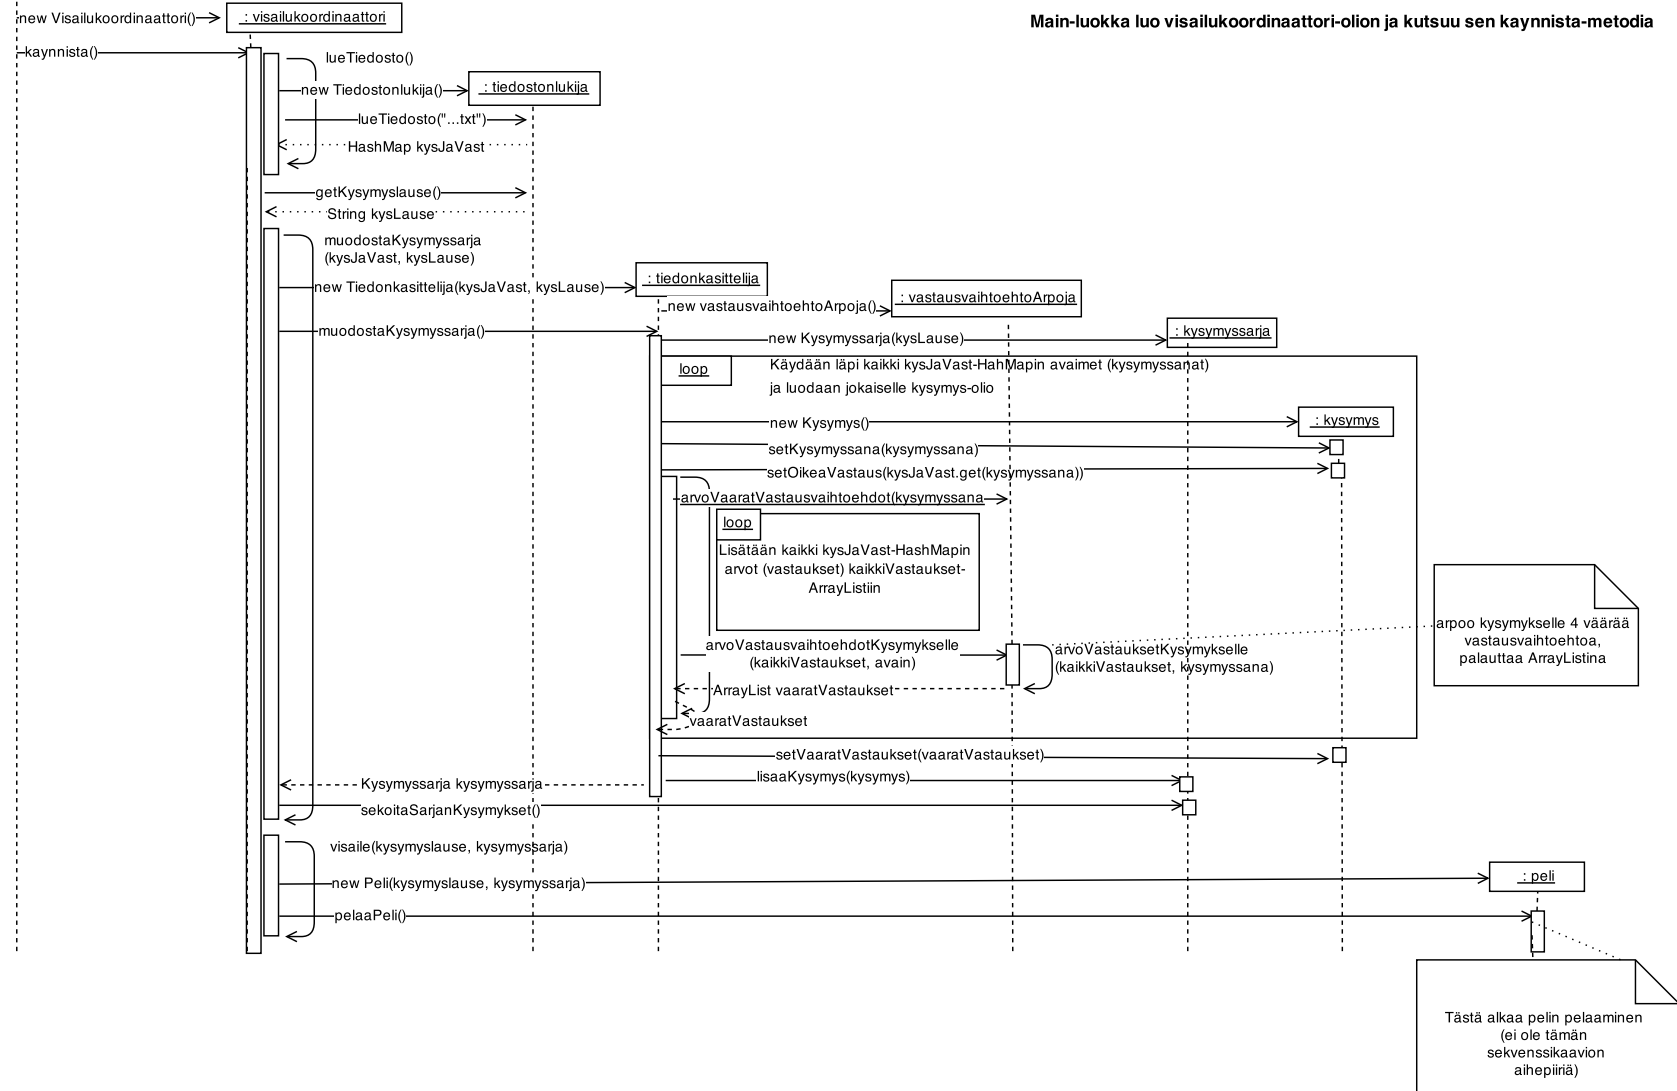 new Visailukoordinaattori()
: visailukoordinaattori
Main-luokka luo visailukoordinaattori-olion ja kutsuu sen kaynnista-metodia
kaynnista()
lueTiedosto()
new Tiedostonlukija()
: tiedostonlukija
lueTiedosto("...txt")
HashMap kysJaVast
getKysymyslause()
String kysLause
muodostaKysymyssarja
(kysJaVast, kysLause)
new Tiedonkasittelija(kysJaVast, kysLause)
: tiedonkasittelija
new vastausvaihtoehtoArpoja()
: vastausvaihtoehtoArpoja
muodostaKysymyssarja()
new Kysymyssarja(kysLause)
: kysymyssarja
loop
Käydään läpi kaikki kysJaVast-HahMapin avaimet (kysymyssanat)
ja luodaan jokaiselle kysymys-olio
new Kysymys()
: kysymys
setKysymyssana(kysymyssana)
setOikeaVastaus(kysJaVast.get(kysymyssana))
arvoVaaratVastausvaihtoehdot(kysymyssana
loop
Lisätään kaikki kysJaVast-HashMapin
arvot (vastaukset) kaikkiVastaukset-
ArrayListiin
arpoo kysymykselle 4 väärää
vastausvaihtoehtoa,
palauttaa ArrayListina
arvoVastausvaihtoehdotKysymykselle
(kaikkiVastaukset, avain)
arvoVastauksetKysymykselle
(kaikkiVastaukset, kysymyssana)
ArrayList vaaratVastaukset
vaaratVastaukset
setVaaratVastaukset(vaaratVastaukset)
lisaaKysymys(kysymys)
Kysymyssarja kysymyssarja
sekoitaSarjanKysymykset()
visaile(kysymyslause, kysymyssarja)
new Peli(kysymyslause, kysymyssarja)
: peli
pelaaPeli()
Tästä alkaa pelin pelaaminen
(ei ole tämän
sekvenssikaavion
aihepiiriä)